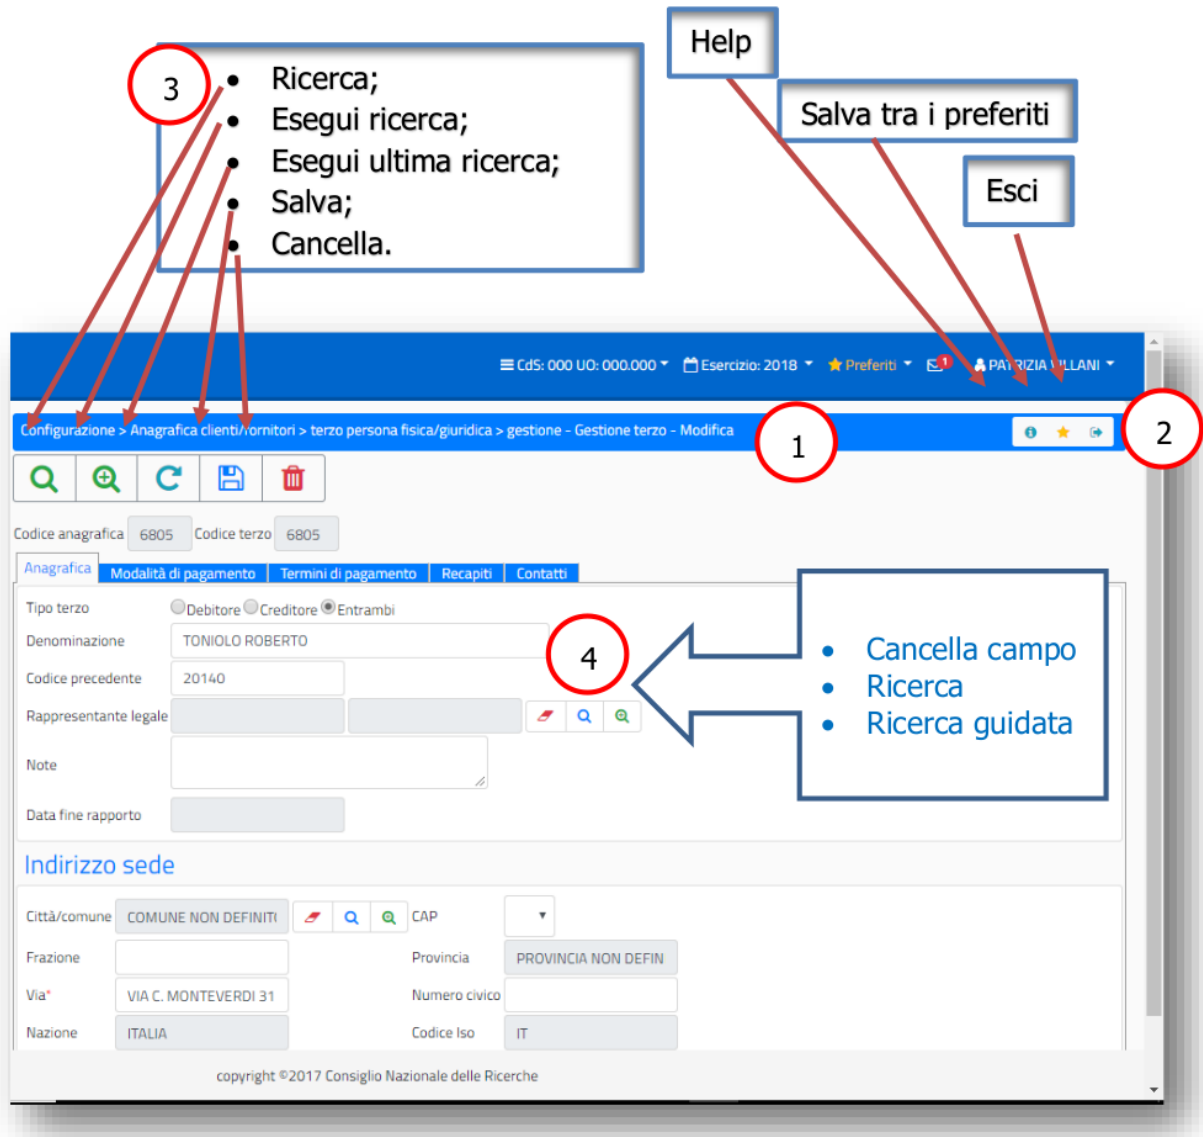 Help
3
Ricerca;
Esegui ricerca;
Esegui ultima ricerca;
Salva;
Cancella.
Salva tra i preferiti
Esci
CdS: 000 UO: 000.000 Esercizio: 2018 Preferiti 1 PATRIZIA VILLANI
Configurazione > Anagrafica clienti/fornitori > terzo persona fisica/giuridica > gestione - Gestione terzo - Modifica
1
2
Codice anagrafica 6805 Codice terzo 6805
Anagrafica Modalità di pagamento Termini di pagamento Recapiti Contatti
Tipo terzo Debitore Creditore Entrambi
Denominazione TONIOLO ROBERTO
4
Codice precedente 20140
Rappresentante legale
Note
Data fine rapporto
Cancella campo
Ricerca
Ricerca guidata
Indirizzo sede
Città/comune COMUNE NON DEFINIT CAP
Frazione Provincia PROVINCIA NON DEFIN
Via* VIA C. MONTEVERDI 31 Numero civico
Nazione ITALIA Codice Iso IT
copyright ©2017 Consiglio Nazionale delle Ricerche